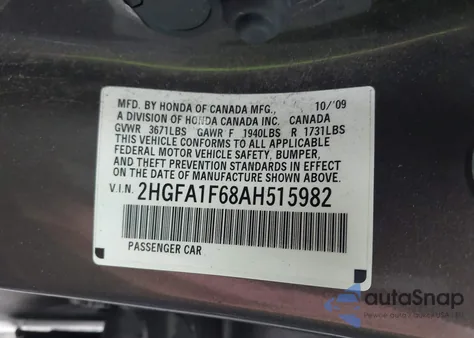 MFD. BY HONDA OF CANADA MFG., 10/'09
A DIVISION OF HONDA CANADA INC. CANADA
GVWR 3671LBS GAWR F 1940LBS R 1731LBS
THIS VEHICLE CONFORMS TO ALL APPLICABLE
FEDERAL MOTOR VEHICLE SAFETY, BUMPER,
AND THEFT PREVENTION STANDARDS IN EFFECT
ON THE DATE OF MANUFACTURE SHOWN ABOVE.
V.I.N. 2HGFA1F68AH515982
PASSENGER CAR
autoSnap